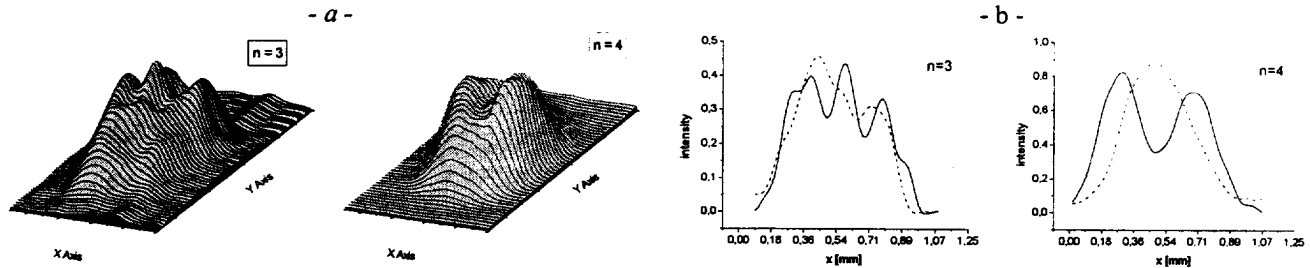 - a -
- b -
n = 3
X Axis
Y Axis
n = 4
X Axis
Y Axis
n=3
0,5
0,4
0,3
0,2
0,1
0,0
intensity
0,00 0,18 0,36 0,54 0,71 0,89 1,07 1,25
x [mm]
n=4
1,0
0,8
0,6
0,4
0,2
0,0
intensity
0,00 0,18 0,36 0,54 0,71 0,89 1,07 1,25
x [mm]